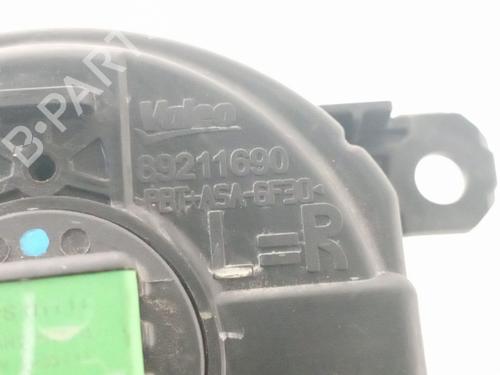 Valeo
89211690
PBT-ASA-GF30<
L=R
B-PARTS